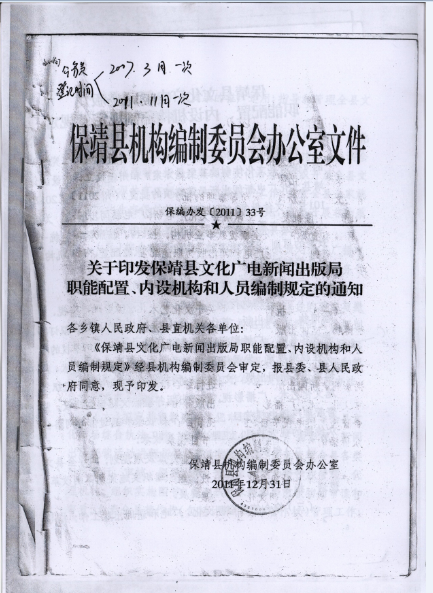 登记时间
2007.3月一次
2011.11月一次
保靖县机构编制委员会办公室文件
保编办发〔2011〕33号
关于印发保靖县文化广电新闻出版局
职能配置、内设机构和人员编制规定的通知
各乡镇人民政府、县直机关各单位：
《保靖县文化广电新闻出版局职能配置、内设机构和人
员编制规定》经县机构编制委员会审定，报县委、县人民政
府同意，现予印发。
保靖县机构编制委员会办公室
2011年12月31日